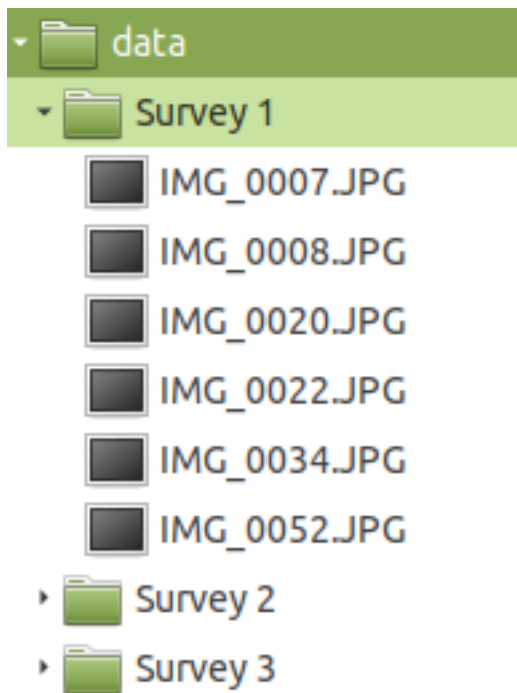 data
Survey 1
IMG_0007.JPG
IMG_0008.JPG
IMG_0020.JPG
IMG_0022.JPG
IMG_0034.JPG
IMG_0052.JPG
Survey 2
Survey 3